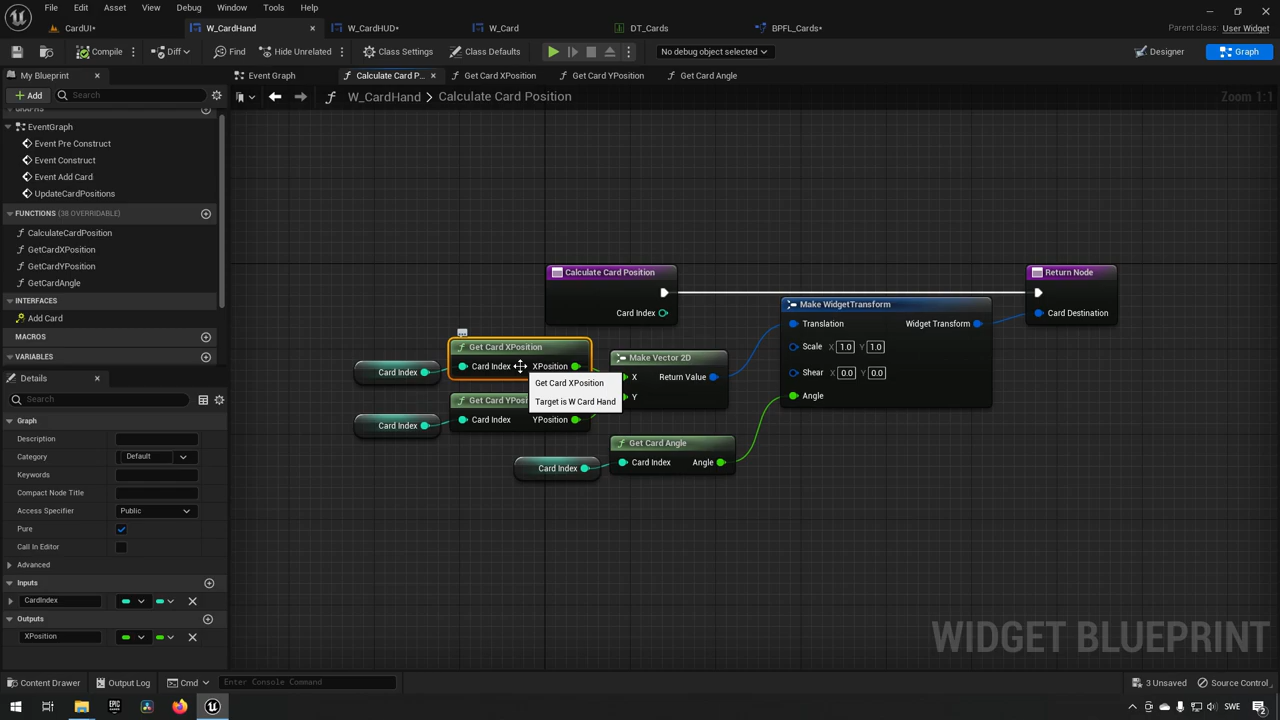 File Edit Asset View Debug Window Tools Help
CardUI•
W_CardHand
W_CardHUD•
W_Card
DT_Cards
BPFL_Cards•
Parent class: User Widget
Compile
Diff
Find
Hide Unrelated
Class Settings
Class Defaults
No debug object selected
Designer
Graph
My Blueprint
Event Graph
Calculate Card P...
Get Card XPosition
Get Card YPosition
Get Card Angle
Add
Search
W_CardHand
Calculate Card Position
Zoom 1:1
GRAPHS
EventGraph
Event Pre Construct
Event Construct
Event Add Card
UpdateCardPositions
FUNCTIONS (38 OVERRIDABLE)
CalculateCardPosition
GetCardXPosition
GetCardYPosition
GetCardAngle
INTERFACES
Add Card
MACROS
VARIABLES
Details
Search
Graph
Description
Category
Default
Keywords
Compact Node Title
Access Specifier
Public
Pure
Call In Editor
Advanced
Inputs
CardIndex
Outputs
XPosition
Calculate Card Position
Card Index
Return Node
Card Destination
Make WidgetTransform
Translation
Widget Transform
Scale X 1.0 Y 1.0
Shear X 0.0 Y 0.0
Angle
Get Card XPosition
Card Index
Card Index
XPosition
Make Vector 2D
X
Return Value
Y
Get Card XPosition
Target is W Card Hand
Get Card YPos
Card Index
Card Index
YPosition
Get Card Angle
Card Index
Card Index
Angle
WIDGET BLUEPRINT
Content Drawer
Output Log
Cmd
Enter Console Command
3 Unsaved
Source Control
SWE
2